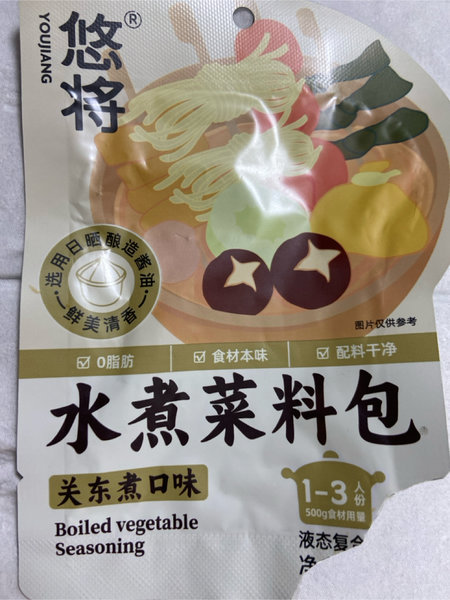 悠将®
YOUJIANG
选用日晒酿造酱油
鲜美清香
图片仅供参考
0脂肪
食材本味
配料干净
水煮菜料包
关东煮口味
1-3人份
500g食材用量
Boiled vegetable
Seasoning
液态复合
净